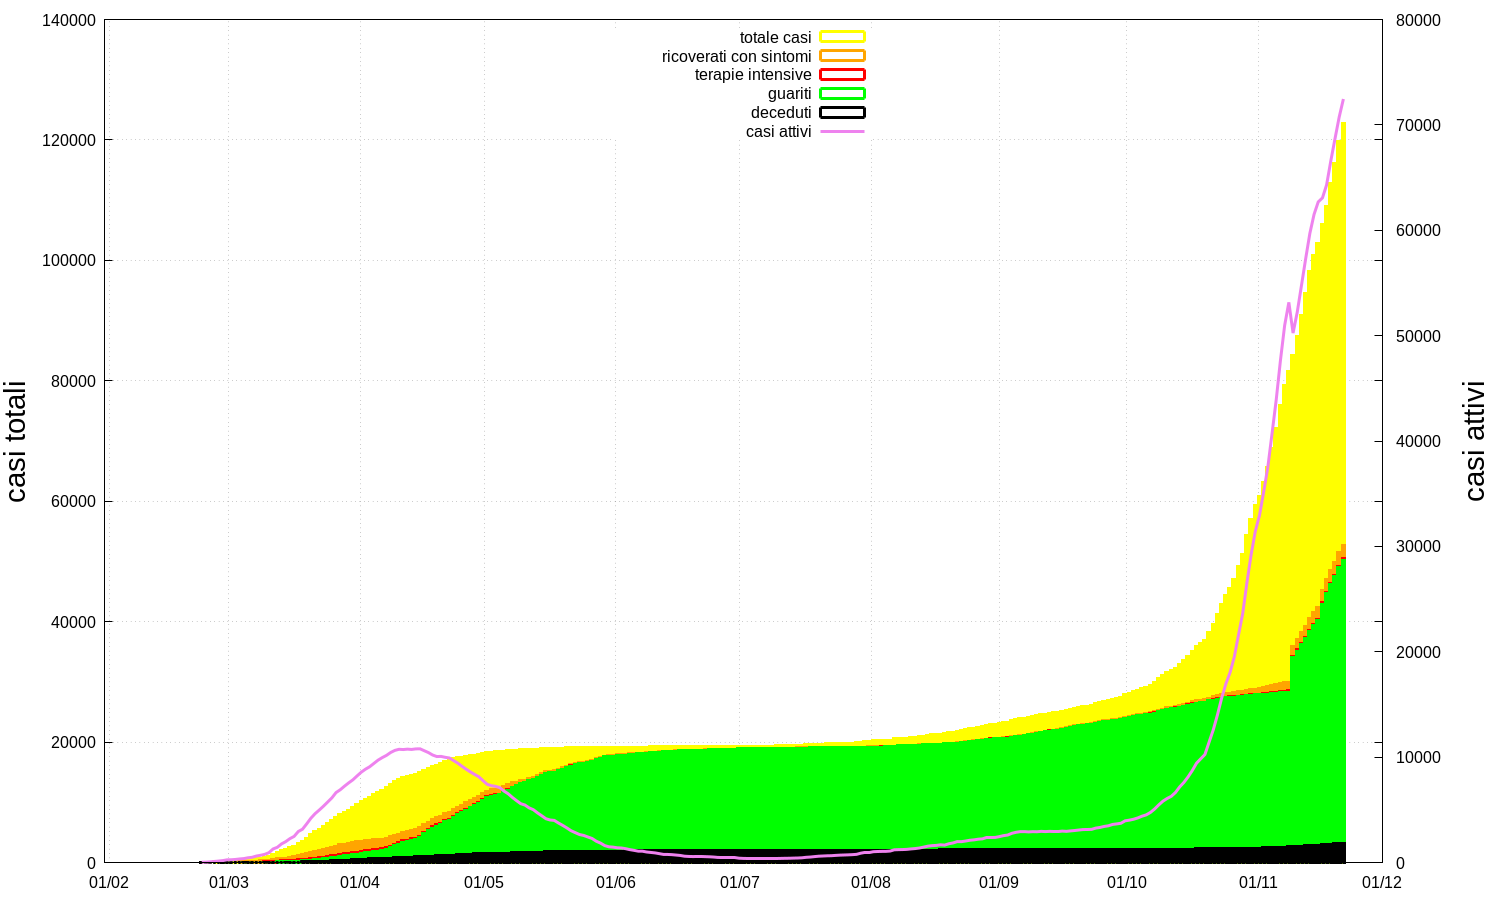 totale casi
ricoverati con sintomi
terapie intensive
guariti
deceduti
casi attivi
casi totali
140000
120000
100000
80000
60000
40000
20000
0
casi attivi
80000
70000
60000
50000
40000
30000
20000
10000
0
01/02 01/03 01/04 01/05 01/06 01/07 01/08 01/09 01/10 01/11 01/12